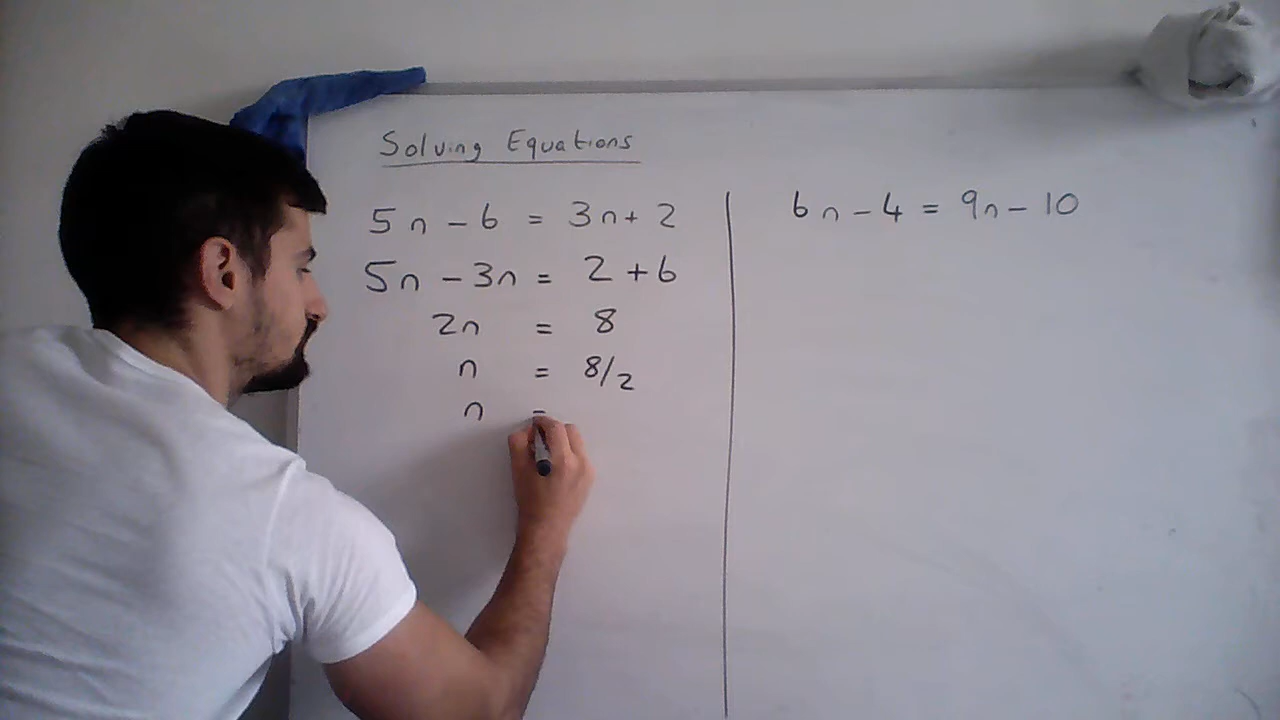 Solving Equations
5n - 6 = 3n + 2
5n - 3n = 2 + 6
2n = 8
n = 8/2
n =
6n - 4 = 9n - 10